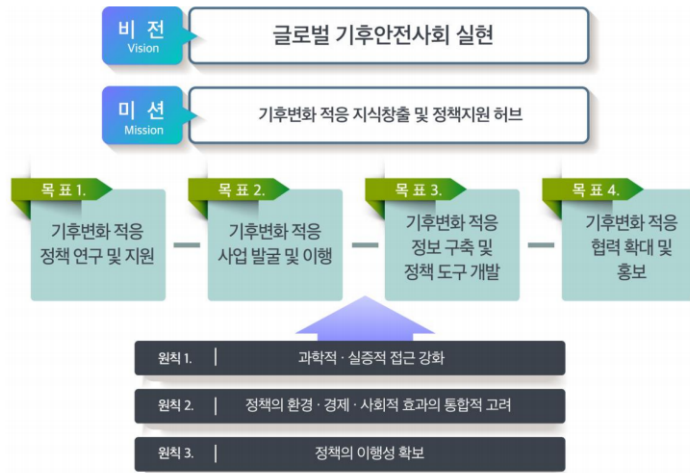 비 전
Vision
글로벌 기후안전사회 실현
미 션
Mission
기후변화 적응 지식창출 및 정책지원 허브
목 표 1.
기후변화 적응
정책 연구 및 지원
목 표 2.
기후변화 적응
사업 발굴 및 이행
목 표 3.
기후변화 적응
정보 구축 및
정책 도구 개발
목 표 4.
기후변화 적응
협력 확대 및
홍보
원칙 1. | 과학적 · 실증적 접근 강화
원칙 2. | 정책의 환경 · 경제 · 사회적 효과의 통합적 고려
원칙 3. | 정책의 이행성 확보